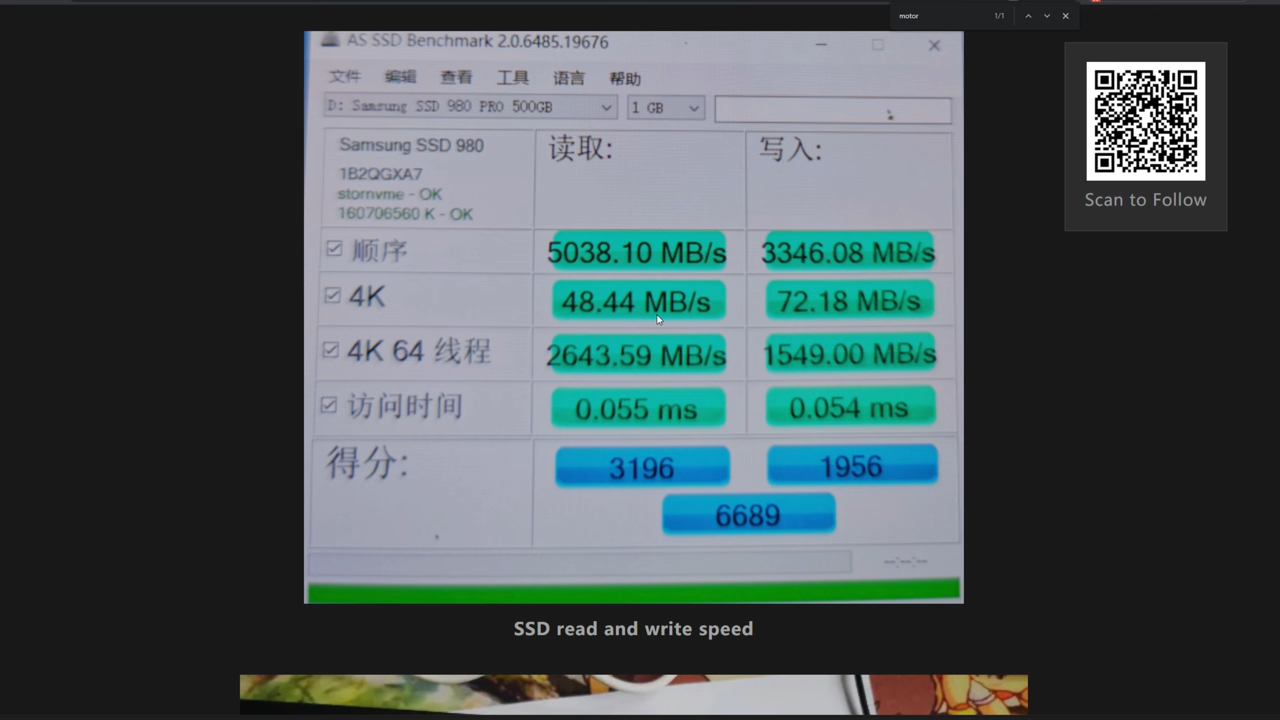 motor 1/1
AS SSD Benchmark 2.0.6485.19676
文件 编辑 查看 工具 语言 帮助
D: Samsung SSD 980 PRO 500GB 1 GB
Samsung SSD 980
1B2QGXA7
stornvme - OK
160706560 K - OK
读取: 写入:
顺序 5038.10 MB/s 3346.08 MB/s
4K 48.44 MB/s 72.18 MB/s
4K 64 线程 2643.59 MB/s 1549.00 MB/s
访问时间 0.055 ms 0.054 ms
得分: 3196 1956
6689
--:--:--
SSD read and write speed
Scan to Follow